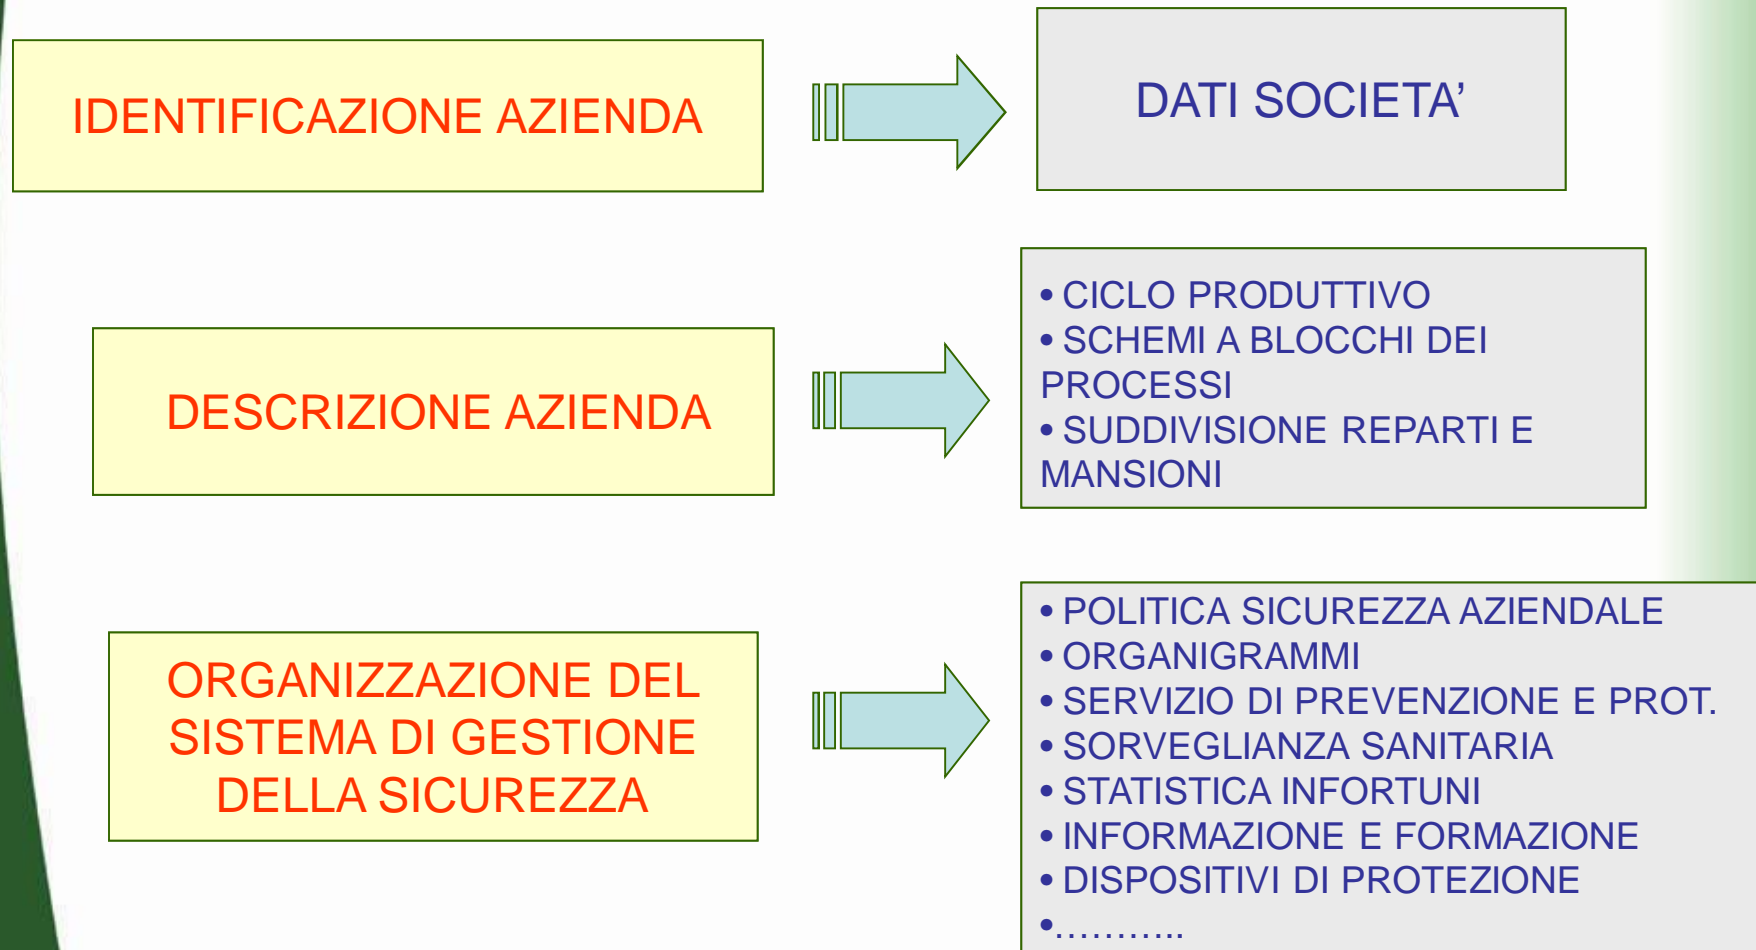 IDENTIFICAZIONE AZIENDA
DATI SOCIETA’
DESCRIZIONE AZIENDA
• CICLO PRODUTTIVO
• SCHEMI A BLOCCHI DEI
PROCESSI
• SUDDIVISIONE REPARTI E
MANSIONI
ORGANIZZAZIONE DEL
SISTEMA DI GESTIONE
DELLA SICUREZZA
• POLITICA SICUREZZA AZIENDALE
• ORGANIGRAMMI
• SERVIZIO DI PREVENZIONE E PROT.
• SORVEGLIANZA SANITARIA
• STATISTICA INFORTUNI
• INFORMAZIONE E FORMAZIONE
• DISPOSITIVI DI PROTEZIONE
•………..